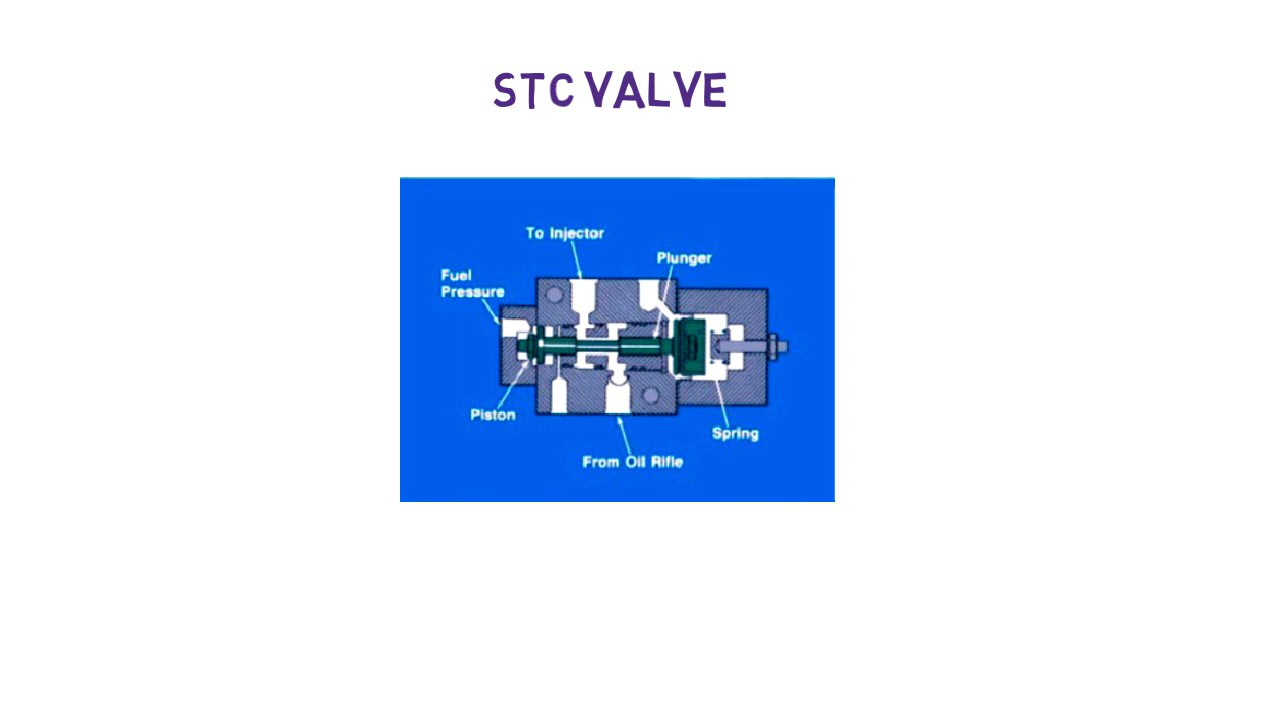 STC VALVE
To Injector
Plunger
Fuel
Pressure
Piston
Spring
From Oil Rifle